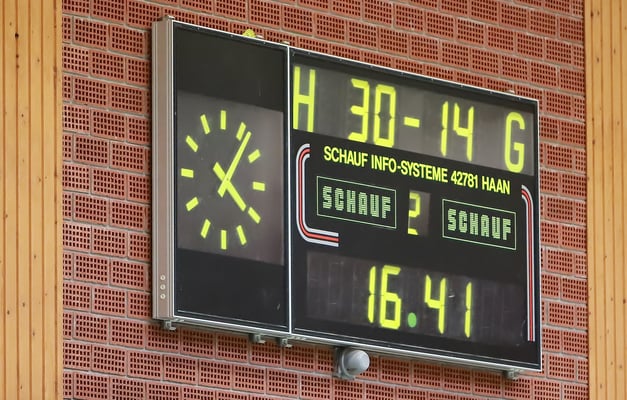 H 30-14 G
SCHAUF INFO-SYSTEME 42781 HAAN
SCHAUF 2 SCHAUF
16.41